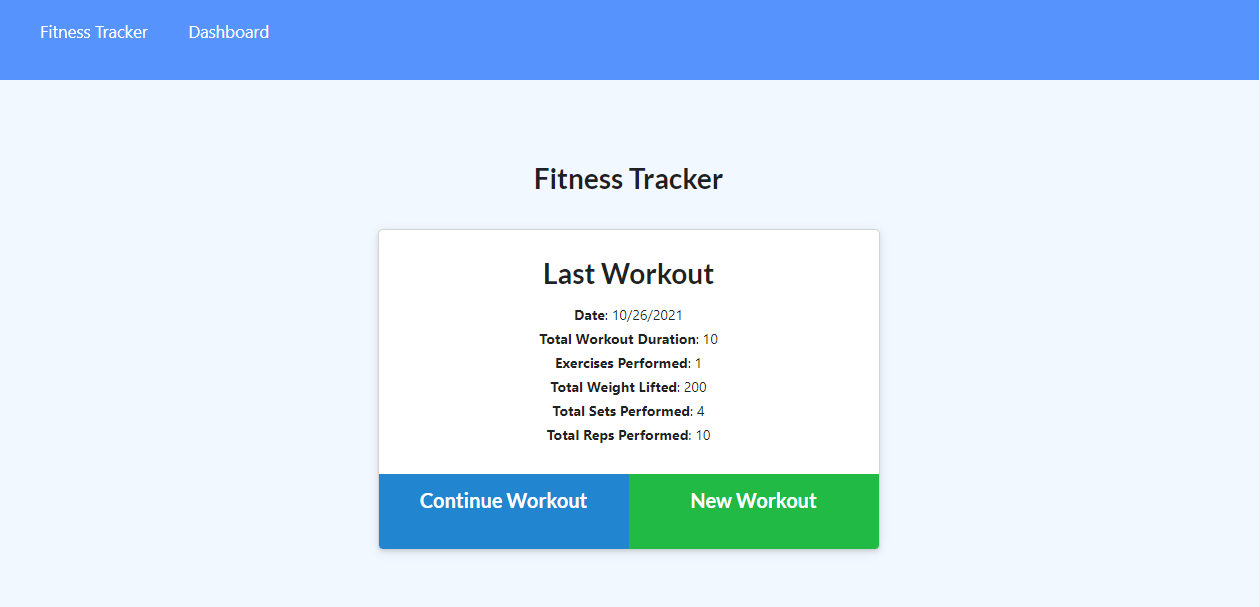 Fitness Tracker Dashboard
Fitness Tracker
Last Workout
Date: 10/26/2021
Total Workout Duration: 10
Exercises Performed: 1
Total Weight Lifted: 200
Total Sets Performed: 4
Total Reps Performed: 10
Continue Workout New Workout